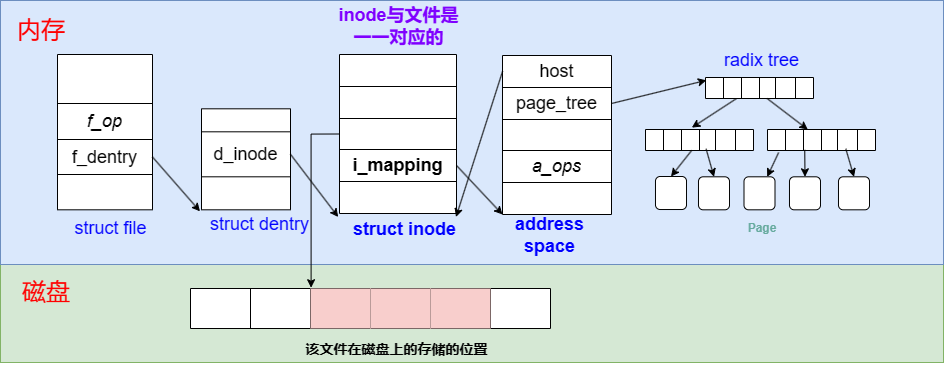 内存
inode与文件是
一一对应的
f_op
f_dentry
struct file
d_inode
struct dentry
i_mapping
struct inode
host
page_tree
a_ops
address
space
radix tree
Page
磁盘
该文件在磁盘上的存储的位置